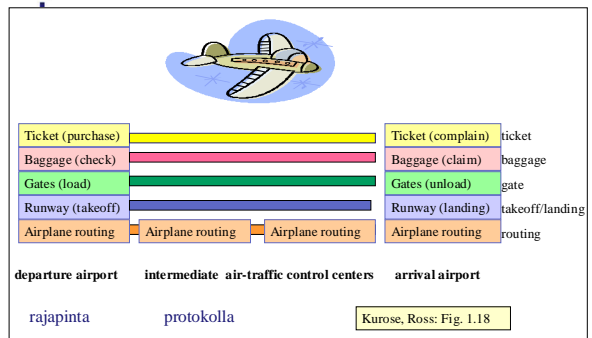 Ticket (purchase) Ticket (complain) ticket
Baggage (check) Baggage (claim) baggage
Gates (load) Gates (unload) gate
Runway (takeoff) Runway (landing) takeoff/landing
Airplane routing Airplane routing Airplane routing Airplane routing routing
departure airport intermediate air-traffic control centers arrival airport
rajapinta protokolla Kurose, Ross: Fig. 1.18